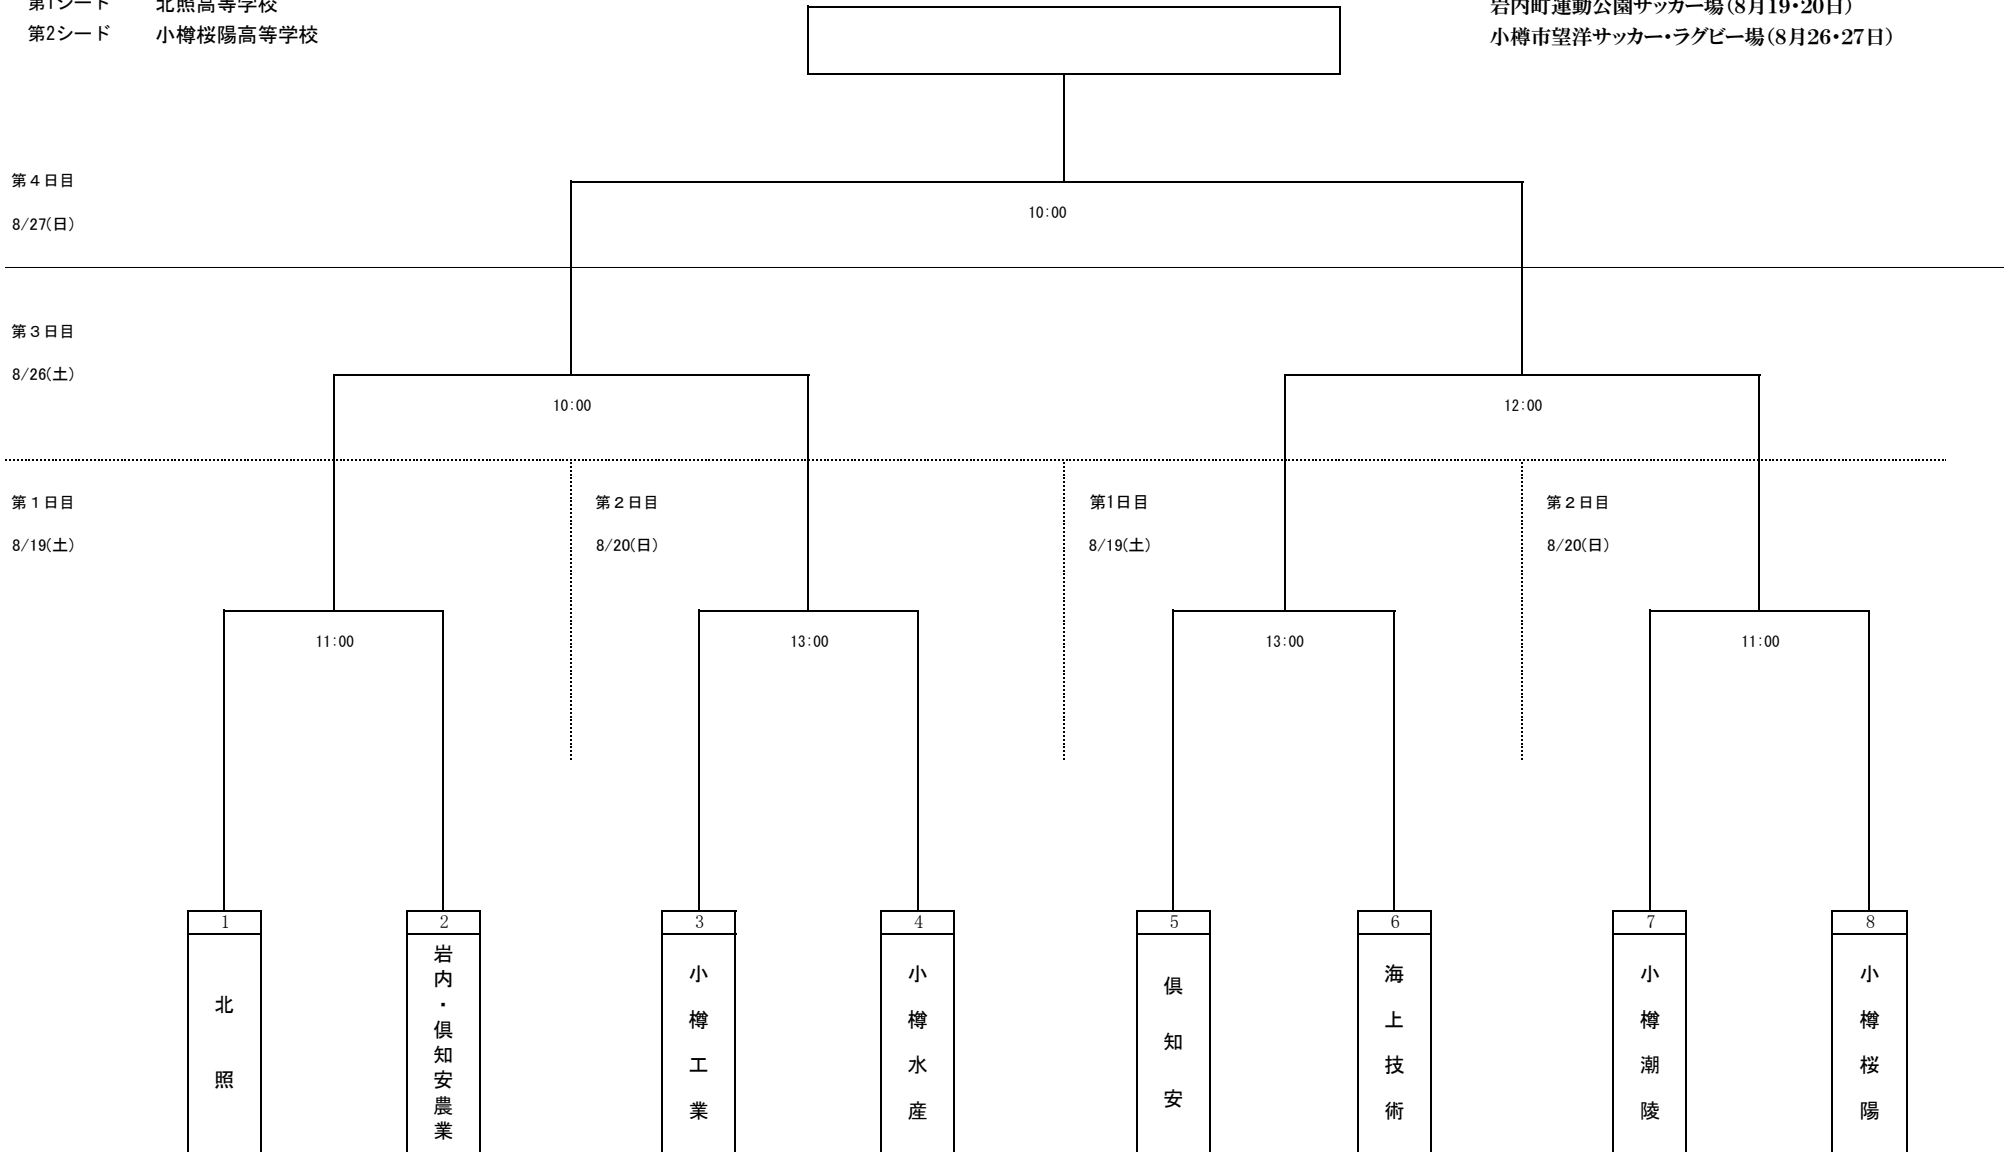 第1シード 北照高等学校
岩内町運動公園サッカー場（8月19・20日）
第2シード 小樽桜陽高等学校
小樽市望洋サッカー・ラグビー場（8月26・27日）
第４日目
8/27(日)
10:00
第３日目
8/26(土)
10:00
12:00
第１日目
8/19(土)
第２日目
8/20(日)
第1日目
8/19(土)
第２日目
8/20(日)
11:00
13:00
13:00
11:00
1
北照
2
岩内・倶知安農業
3
小樽工業
4
小樽水産
5
倶知安
6
海上技術
7
小樽潮陵
8
小樽桜陽